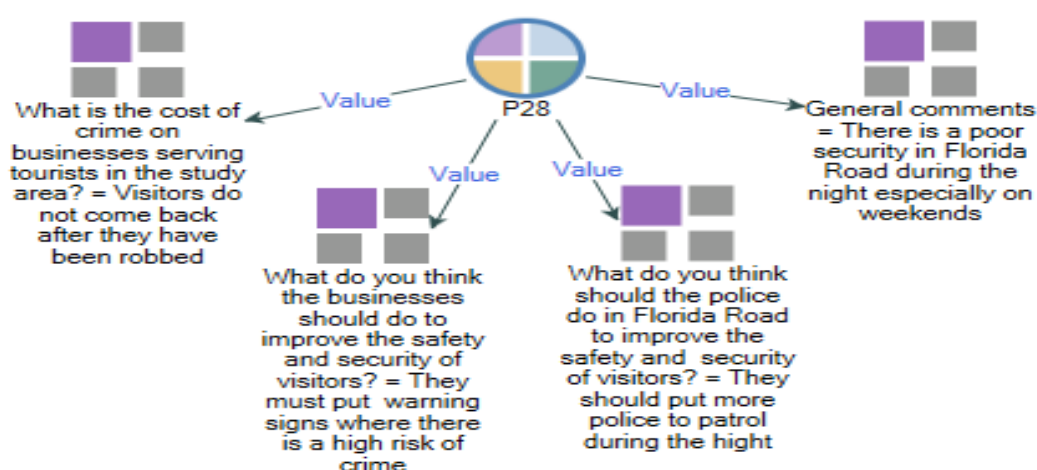 P28
Value
Value
Value
Value
What is the cost of
crime on
businesses serving
tourists in the study
area? = Visitors do
not come back
after they have
been robbed
What do you think
the businesses
should do to
improve the safety
and security of
visitors? = They
must put warning
signs where there
is a high risk of
crime
What do you think
should the police
do in Florida Road
to improve the
safety and security
of visitors? = They
should put more
police to patrol
during the hight
General comments
= There is a poor
security in Florida
Road during the
night especially on
weekends